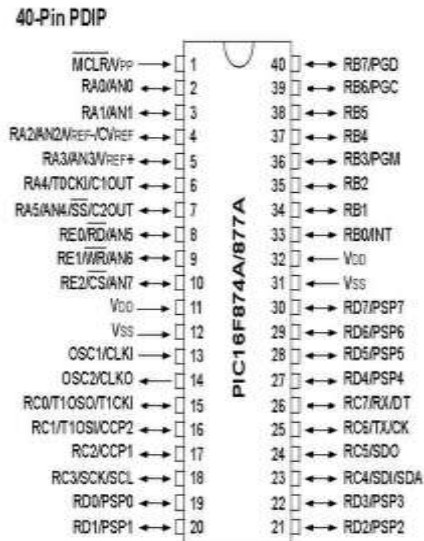 40-Pin PDIP
MCLR/VPP 1 40 RB7/PGD
RA0/AN0 2 39 RB6/PGC
RA1/AN1 3 38 RB5
RA2/AN2/VREF-/CVREF 4 37 RB4
RA3/AN3/VREF+ 5 36 RB3/PGM
RA4/T0CKI/C1OUT 6 35 RB2
RA5/AN4/SS/C2OUT 7 34 RB1
RE0/RD/AN5 8 33 RB0/INT
RE1/WR/AN6 9 32 VDD
RE2/CS/AN7 10 31 VSS
VDD 11 30 RD7/PSP7
VSS 12 29 RD6/PSP6
OSC1/CLKI 13 28 RD5/PSP5
OSC2/CLKO 14 27 RD4/PSP4
RC0/T1OSO/T1CKI 15 26 RC7/RX/DT
RC1/T1OSI/CCP2 16 25 RC6/TX/CK
RC2/CCP1 17 24 RC5/SDO
RC3/SCK/SCL 18 23 RC4/SDI/SDA
RD0/PSP0 19 22 RD3/PSP3
RD1/PSP1 20 21 RD2/PSP2
PIC16F874A/877A